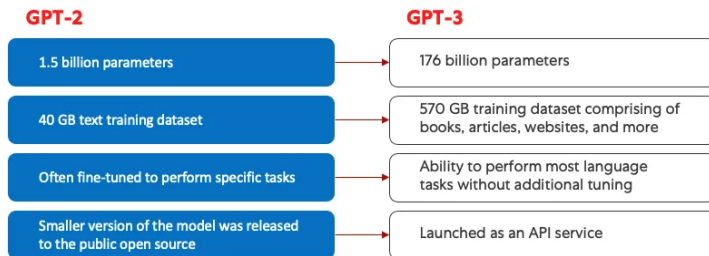 GPT-2
GPT-3
1.5 billion parameters
176 billion parameters
40 GB text training dataset
570 GB training dataset comprising of
books, articles, websites, and more
Often fine-tuned to perform specific tasks
Ability to perform most language
tasks without additional tuning
Smaller version of the model was released
to the public open source
Launched as an API service